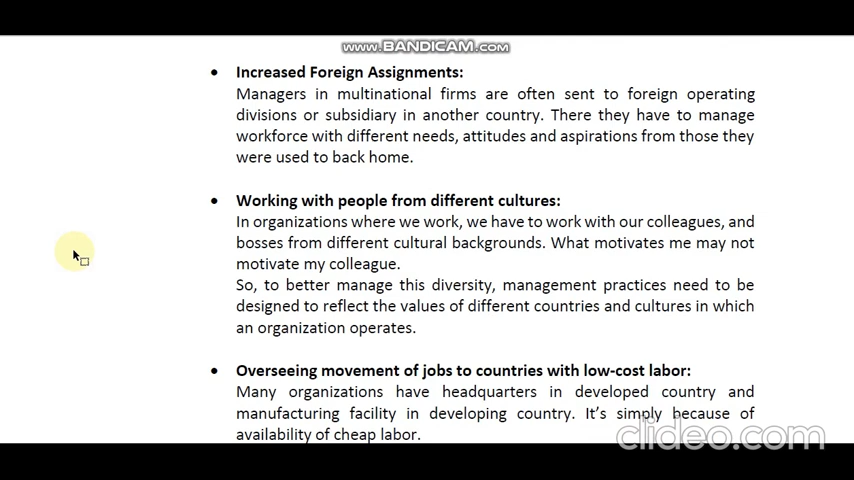 www.BANDICAM.com
• Increased Foreign Assignments:
Managers in multinational firms are often sent to foreign operating
divisions or subsidiary in another country. There they have to manage
workforce with different needs, attitudes and aspirations from those they
were used to back home.
• Working with people from different cultures:
In organizations where we work, we have to work with our colleagues, and
bosses from different cultural backgrounds. What motivates me may not
motivate my colleague.
So, to better manage this diversity, management practices need to be
designed to reflect the values of different countries and cultures in which
an organization operates.
• Overseeing movement of jobs to countries with low-cost labor:
Many organizations have headquarters in developed country and
manufacturing facility in developing country. It’s simply because of
availability of cheap labor.
clideo.com